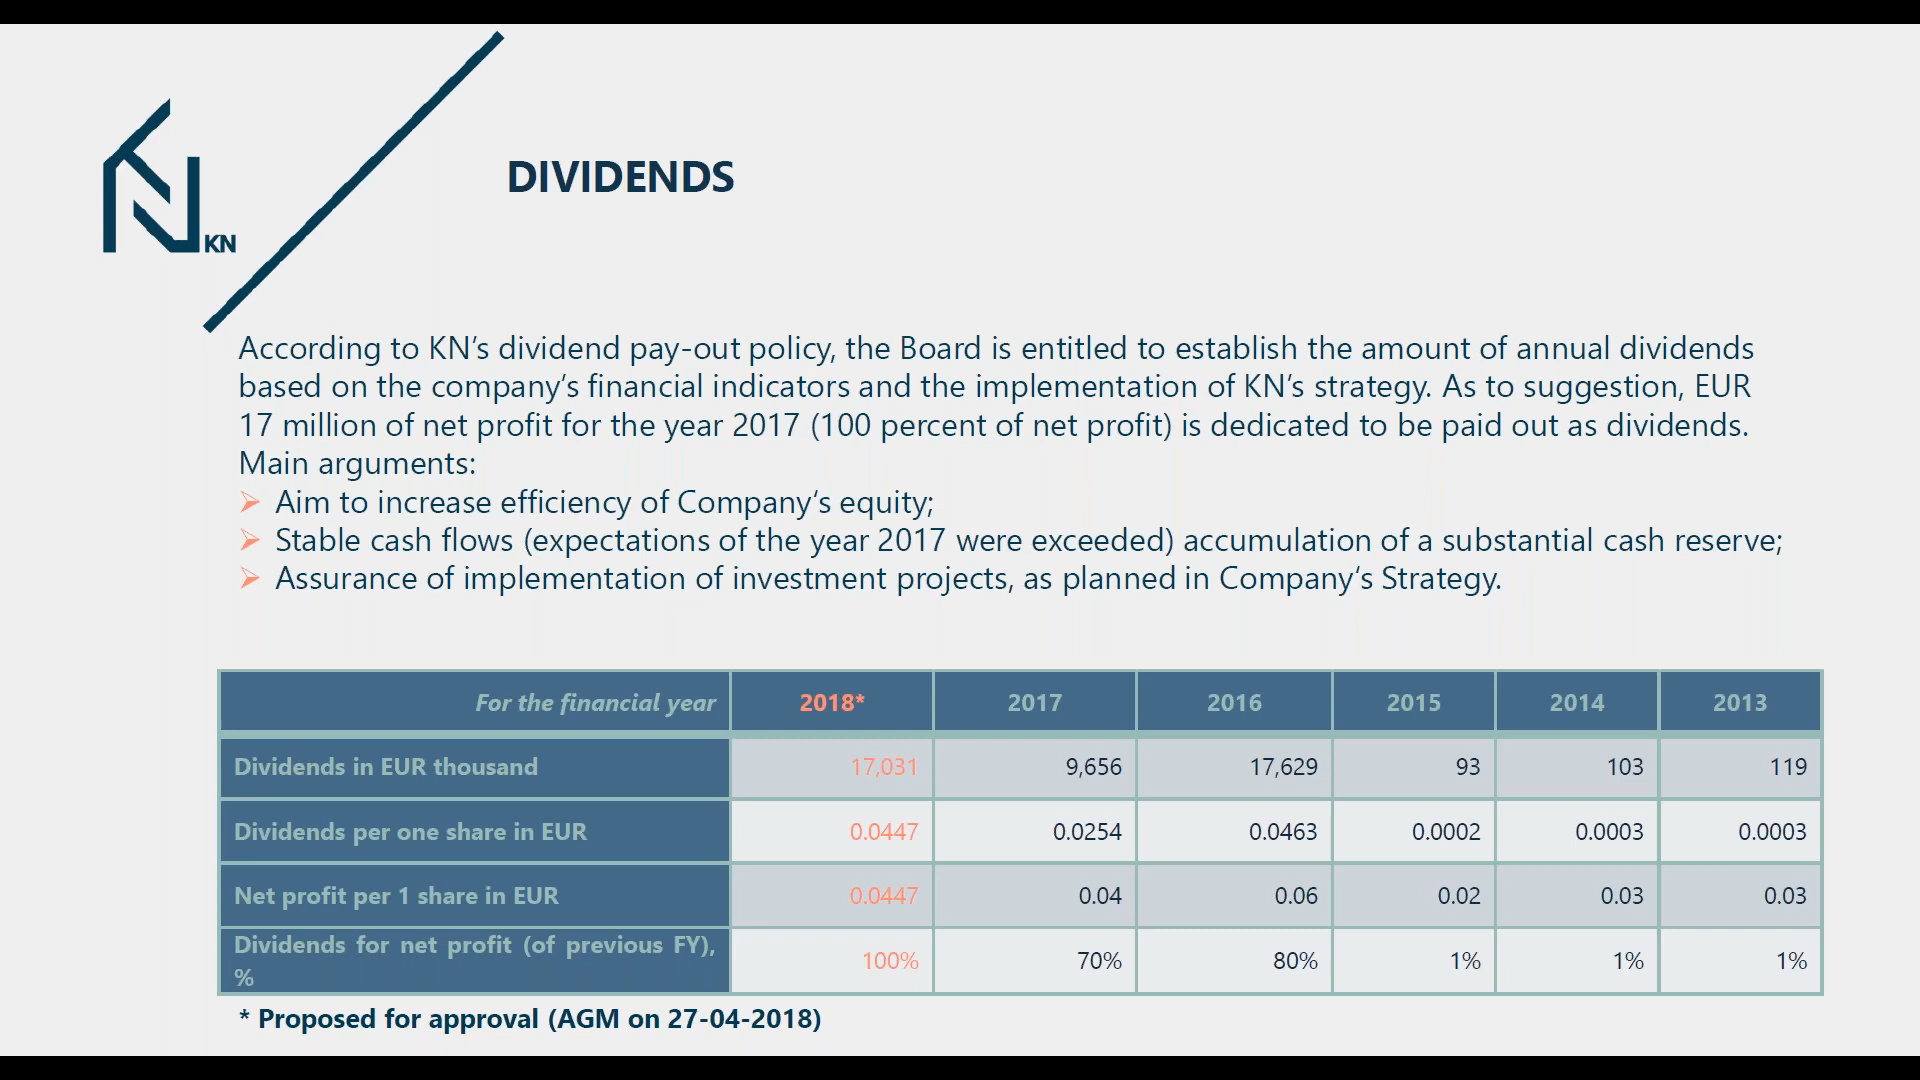 KN
DIVIDENDS
According to KN’s dividend pay-out policy, the Board is entitled to establish the amount of annual dividends
based on the company’s financial indicators and the implementation of KN’s strategy. As to suggestion, EUR
17 million of net profit for the year 2017 (100 percent of net profit) is dedicated to be paid out as dividends.
Main arguments:
➢ Aim to increase efficiency of Company‘s equity;
➢ Stable cash flows (expectations of the year 2017 were exceeded) accumulation of a substantial cash reserve;
➢ Assurance of implementation of investment projects, as planned in Company‘s Strategy.
For the financial year 2018* 2017 2016 2015 2014 2013
Dividends in EUR thousand 17,031 9,656 17,629 93 103 119
Dividends per one share in EUR 0.0447 0.0254 0.0463 0.0002 0.0003 0.0003
Net profit per 1 share in EUR 0.0447 0.04 0.06 0.02 0.03 0.03
Dividends for net profit (of previous FY),
% 100% 70% 80% 1% 1% 1%
* Proposed for approval (AGM on 27-04-2018)